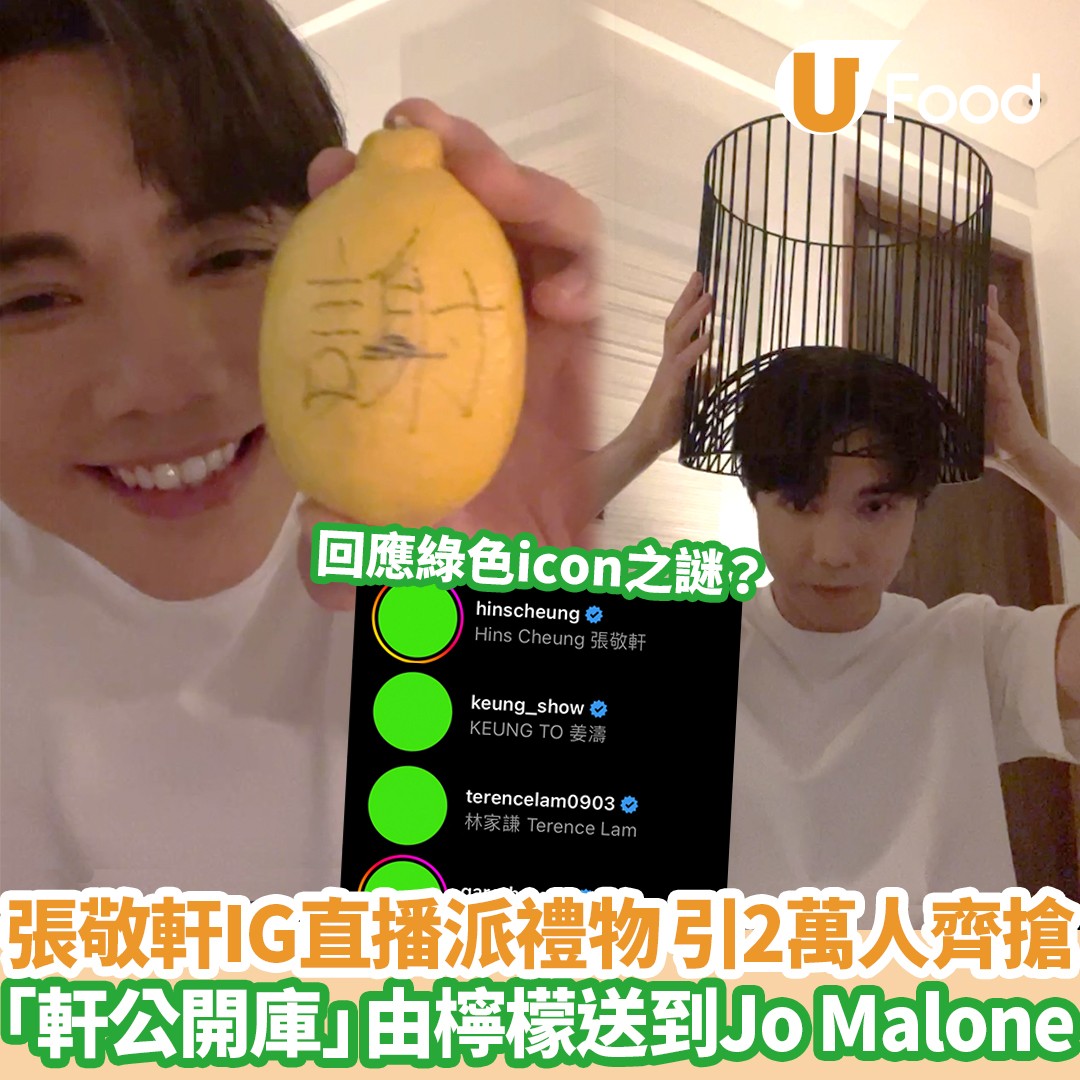 U Food
回應綠色icon之謎？
hinscheung
Hins Cheung 張敬軒
keung_show
KEUNG TO 姜濤
terencelam0903
林家謙 Terence Lam
張敬軒IG直播派禮物 引2萬人齊搶
「軒公開庫」由檸檬送到Jo Malone